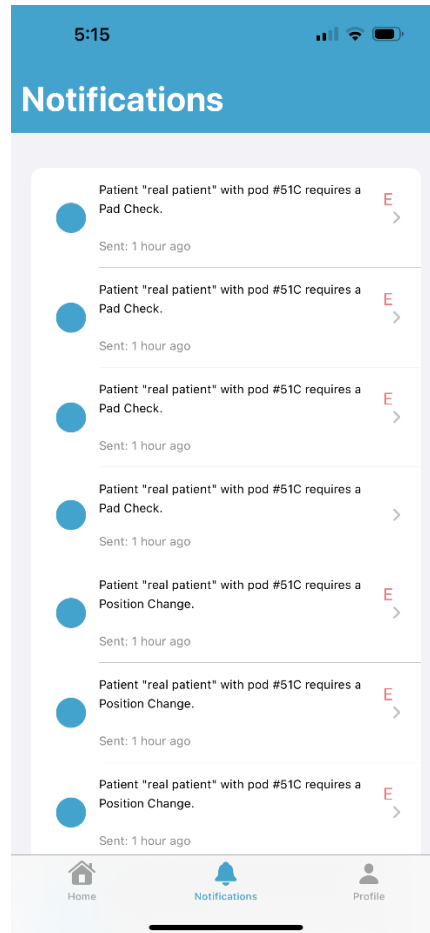 5:15
Notifications
Patient "real patient" with pod #51C requires a
Pad Check.
E
Sent: 1 hour ago
Patient "real patient" with pod #51C requires a
Pad Check.
E
Sent: 1 hour ago
Patient "real patient" with pod #51C requires a
Pad Check.
E
Sent: 1 hour ago
Patient "real patient" with pod #51C requires a
Pad Check.
Sent: 1 hour ago
Patient "real patient" with pod #51C requires a
Position Change.
E
Sent: 1 hour ago
Patient "real patient" with pod #51C requires a
Position Change.
E
Sent: 1 hour ago
Patient "real patient" with pod #51C requires a
Position Change.
E
Sent: 1 hour ago
Home
Notifications
Profile